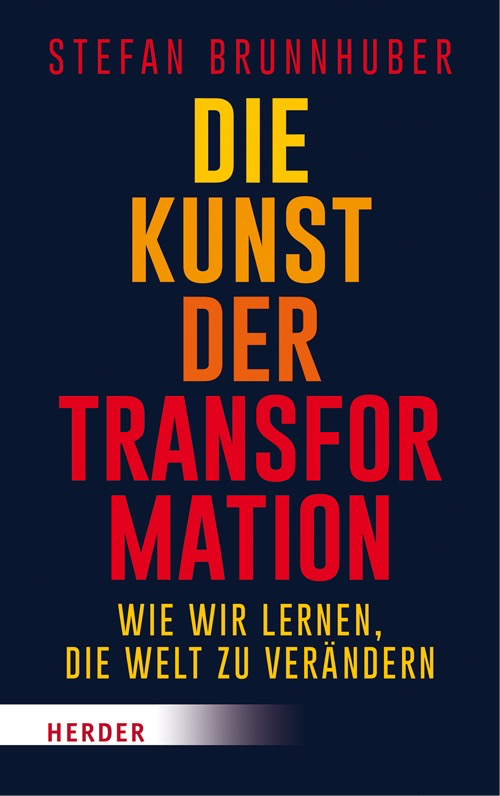 STEFAN BRUNNHUBER
DIE
KUNST
DER
TRANSFOR
MATION
WIE WIR LERNEN,
DIE WELT ZU VERÄNDERN
HERDER